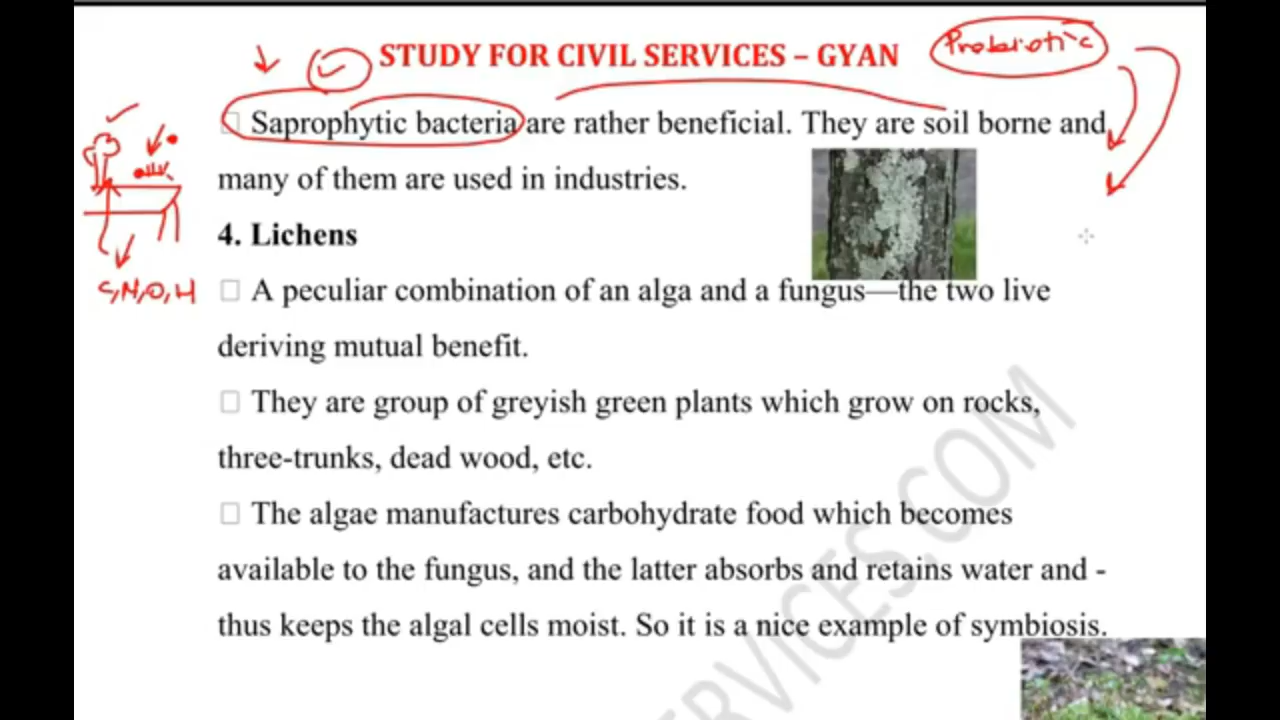 STUDY FOR CIVIL SERVICES – GYAN
Probiotic
Saprophytic bacteria are rather beneficial. They are soil borne and
many of them are used in industries.
4. Lichens
C,N,O,H
A peculiar combination of an alga and a fungus—the two live
deriving mutual benefit.
They are group of greyish green plants which grow on rocks,
three-trunks, dead wood, etc.
The algae manufactures carbohydrate food which becomes
available to the fungus, and the latter absorbs and retains water and -
thus keeps the algal cells moist. So it is a nice example of symbiosis.
RVICES.COM